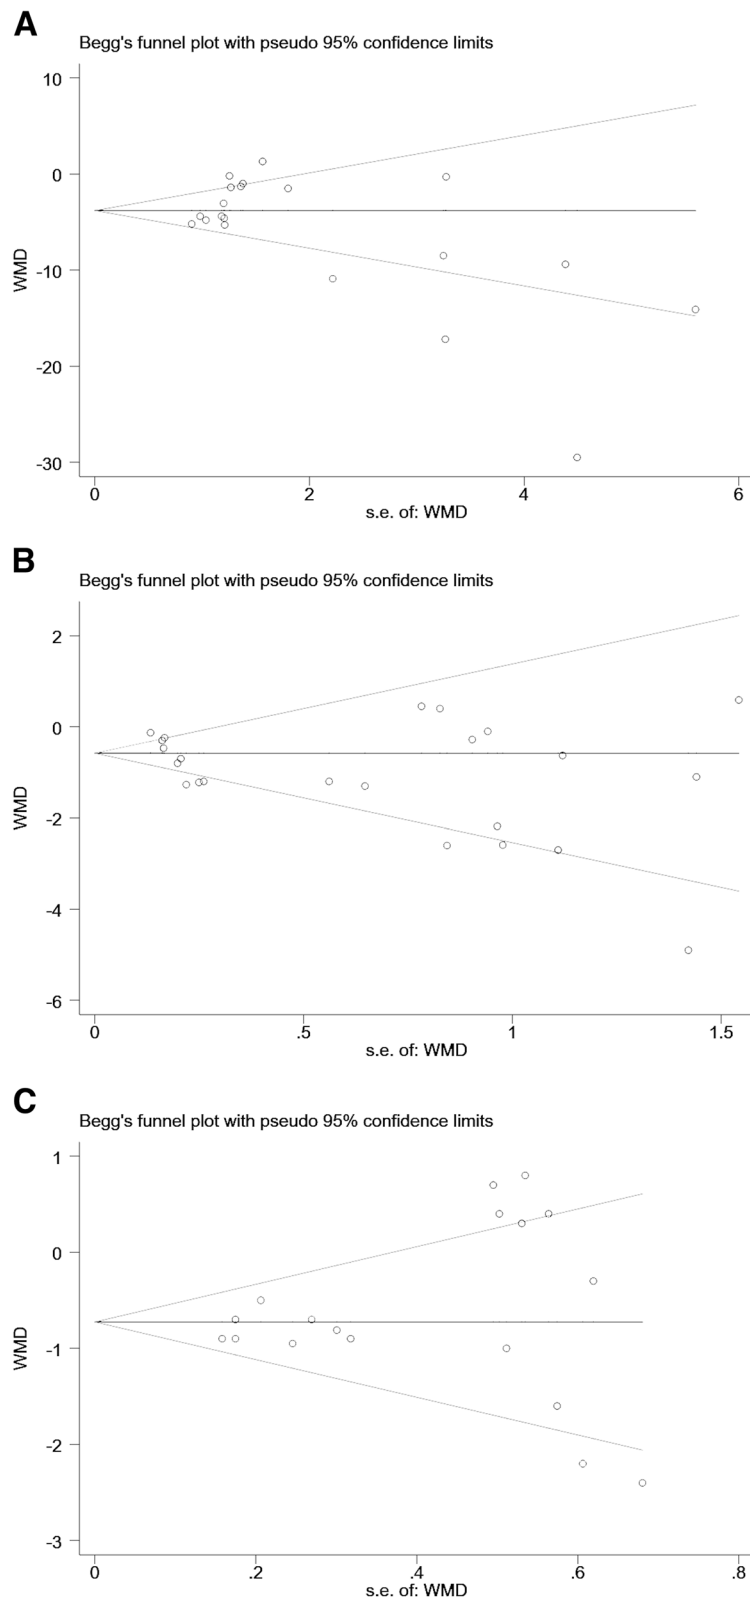 A
Begg's funnel plot with pseudo 95% confidence limits
10
0
-10
-20
-30
WMD
0 2 4 6
s.e. of: WMD
B
Begg's funnel plot with pseudo 95% confidence limits
2
0
-2
-4
-6
WMD
0 .5 1 1.5
s.e. of: WMD
C
Begg's funnel plot with pseudo 95% confidence limits
1
0
-1
-2
-3
WMD
0 .2 .4 .6 .8
s.e. of: WMD